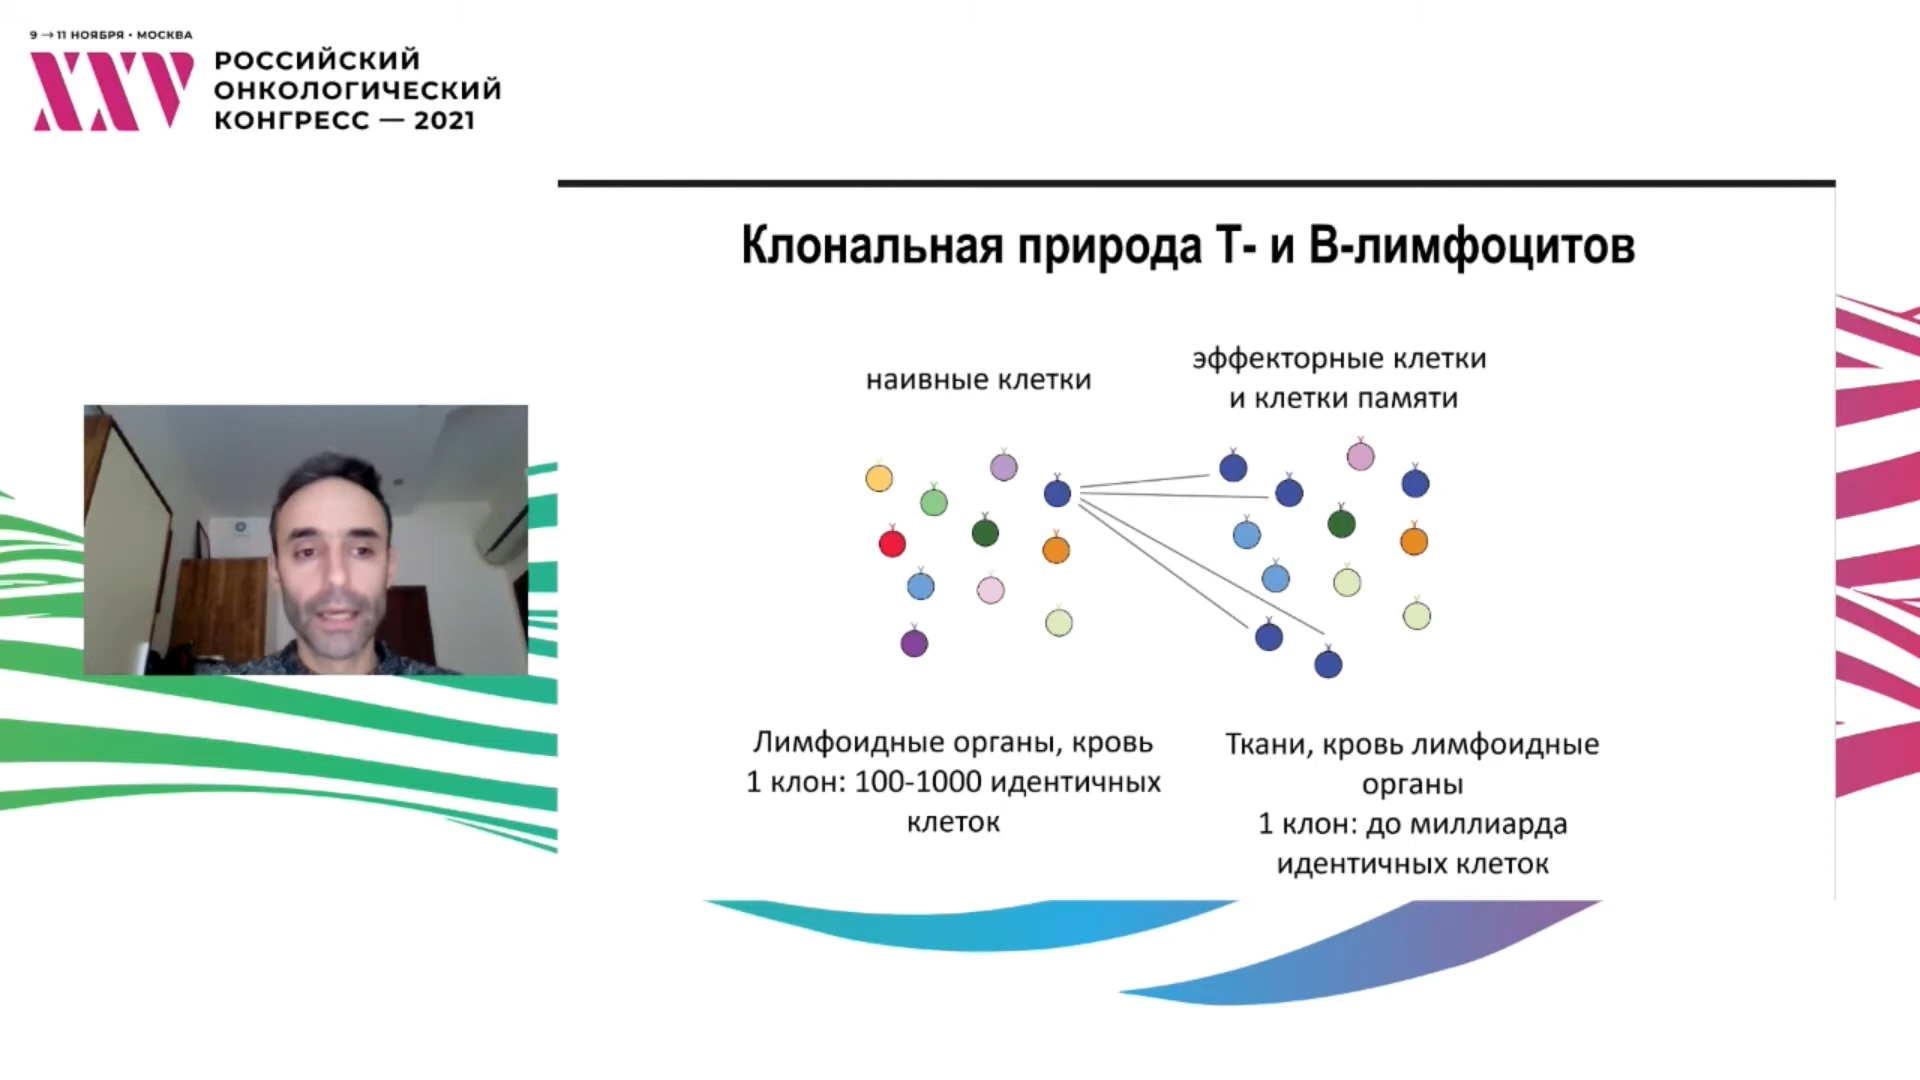 9 → 11 НОЯБРЯ • МОСКВА
XXV
РОССИЙСКИЙ
ОНКОЛОГИЧЕСКИЙ
КОНГРЕСС — 2021
Клональная природа Т- и В-лимфоцитов
наивные клетки
эффекторные клетки
и клетки памяти
Лимфоидные органы, кровь
1 клон: 100-1000 идентичных
клеток
Ткани, кровь лимфоидные
органы
1 клон: до миллиарда
идентичных клеток